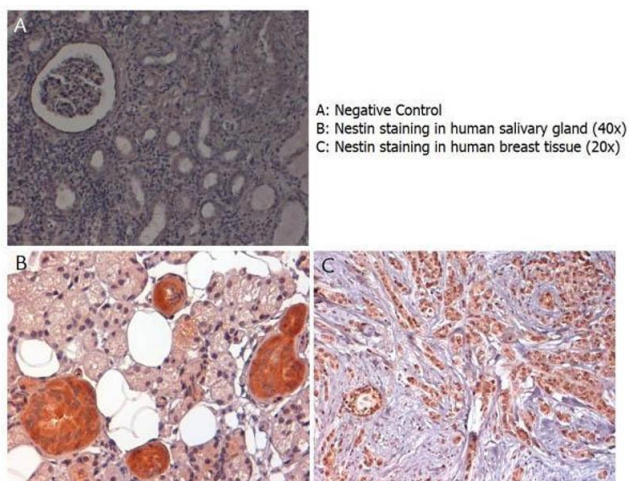 A
A: Negative Control
B: Nestin staining in human salivary gland (40x)
C: Nestin staining in human breast tissue (20x)
B
C